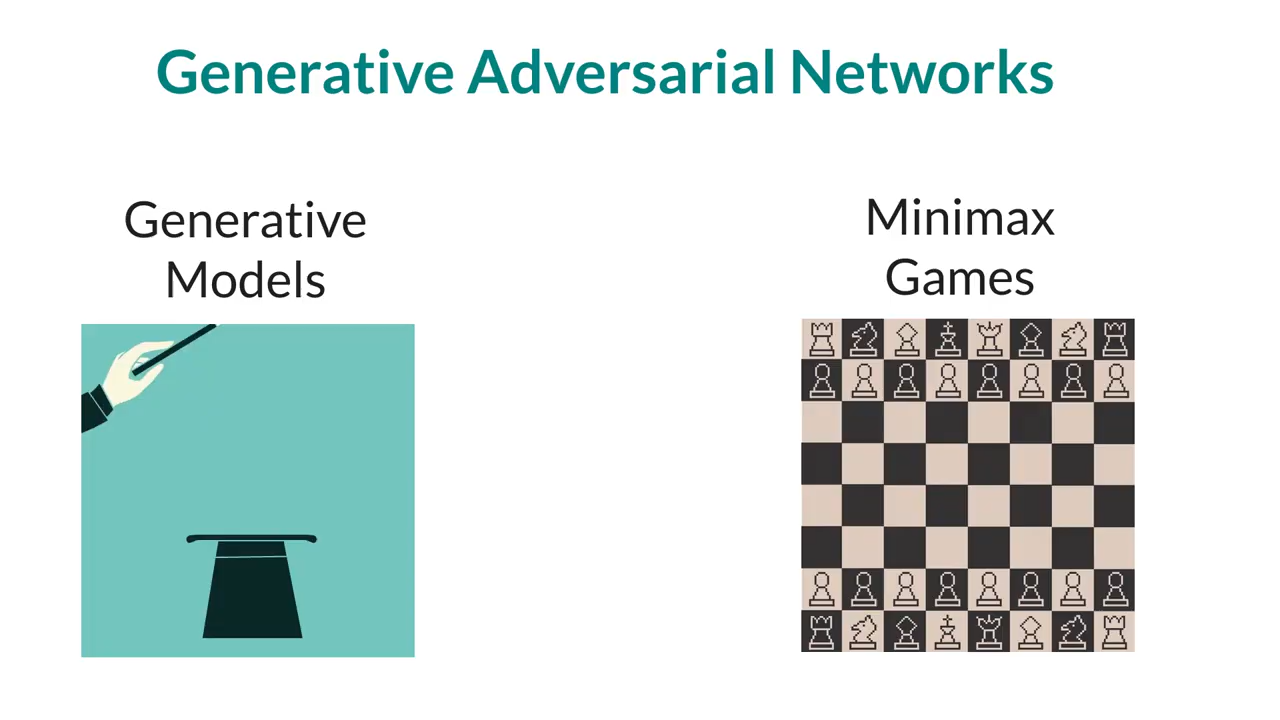 Generative Adversarial Networks
Generative
Models
Minimax
Games